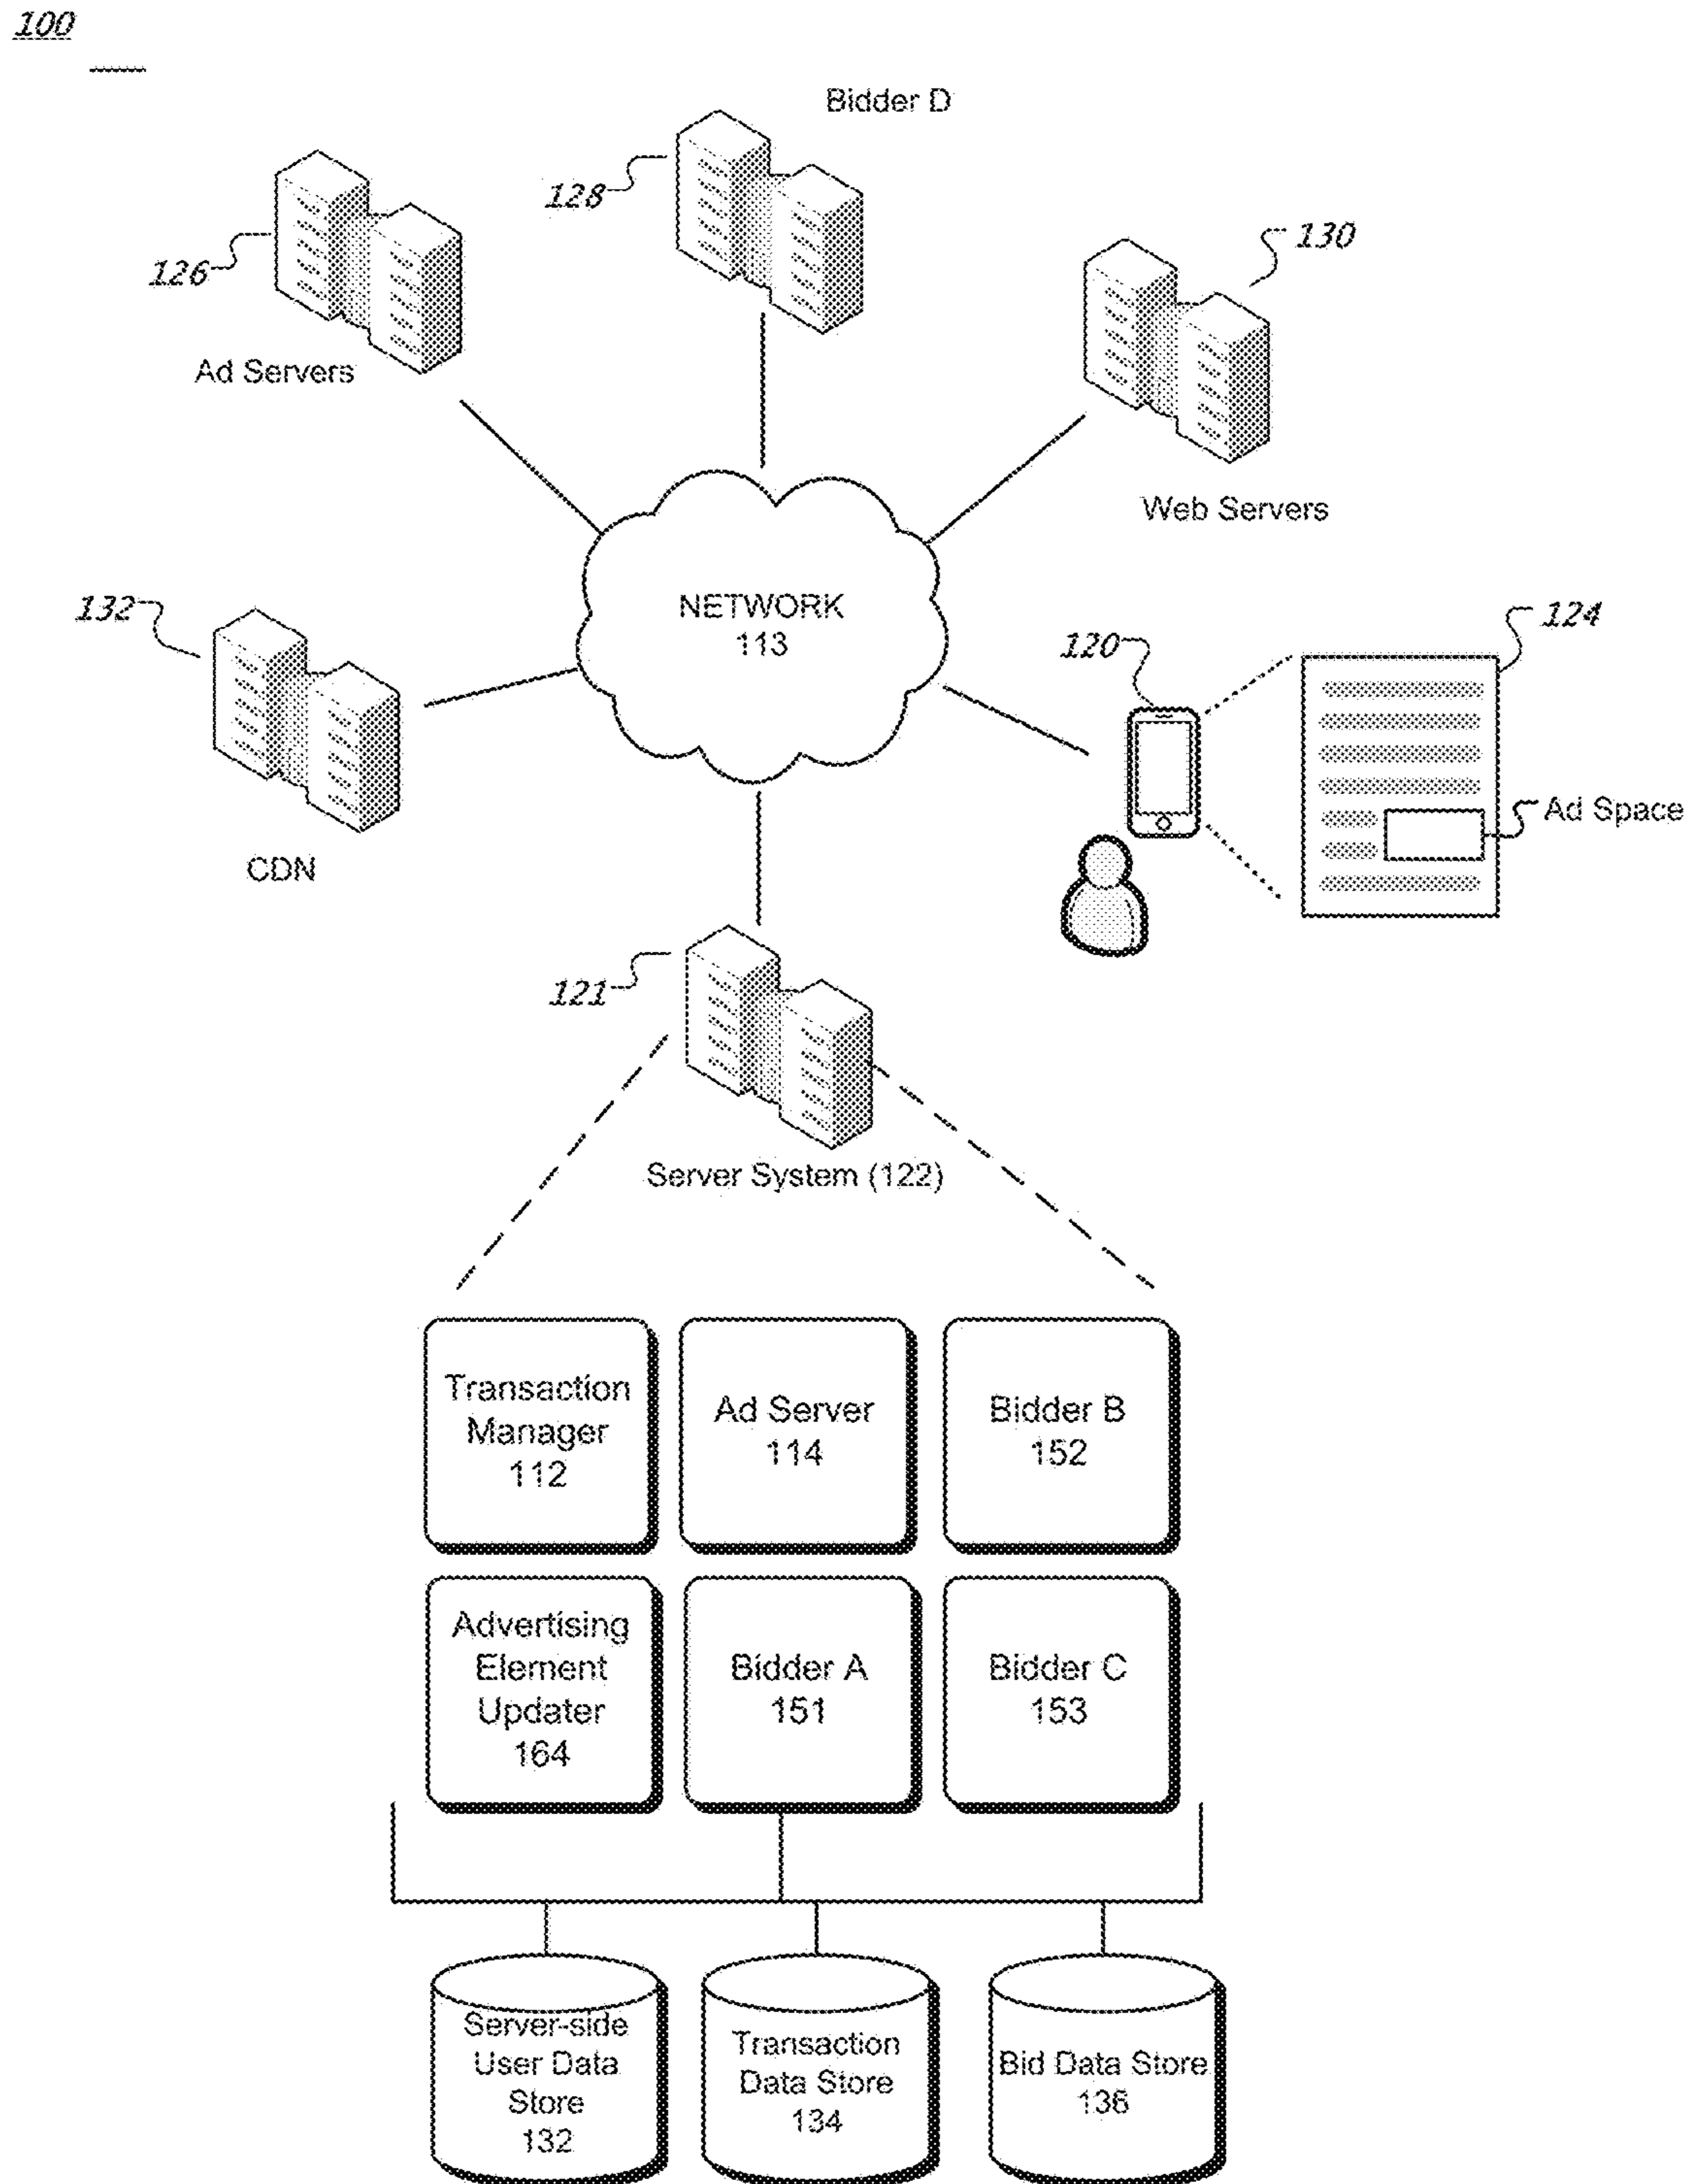 100
Bidder D
128
126
130
Ad Servers
Web Servers
NETWORK
113
132
120
124
Ad Space
CDN
121
Server System (122)
Transaction
Manager
112
Ad Server
114
Bidder B
152
Advertising
Element
Updater
164
Bidder A
151
Bidder C
153
Server-side
User Data
Store
132
Transaction
Data Store
134
Bid Data Store
136